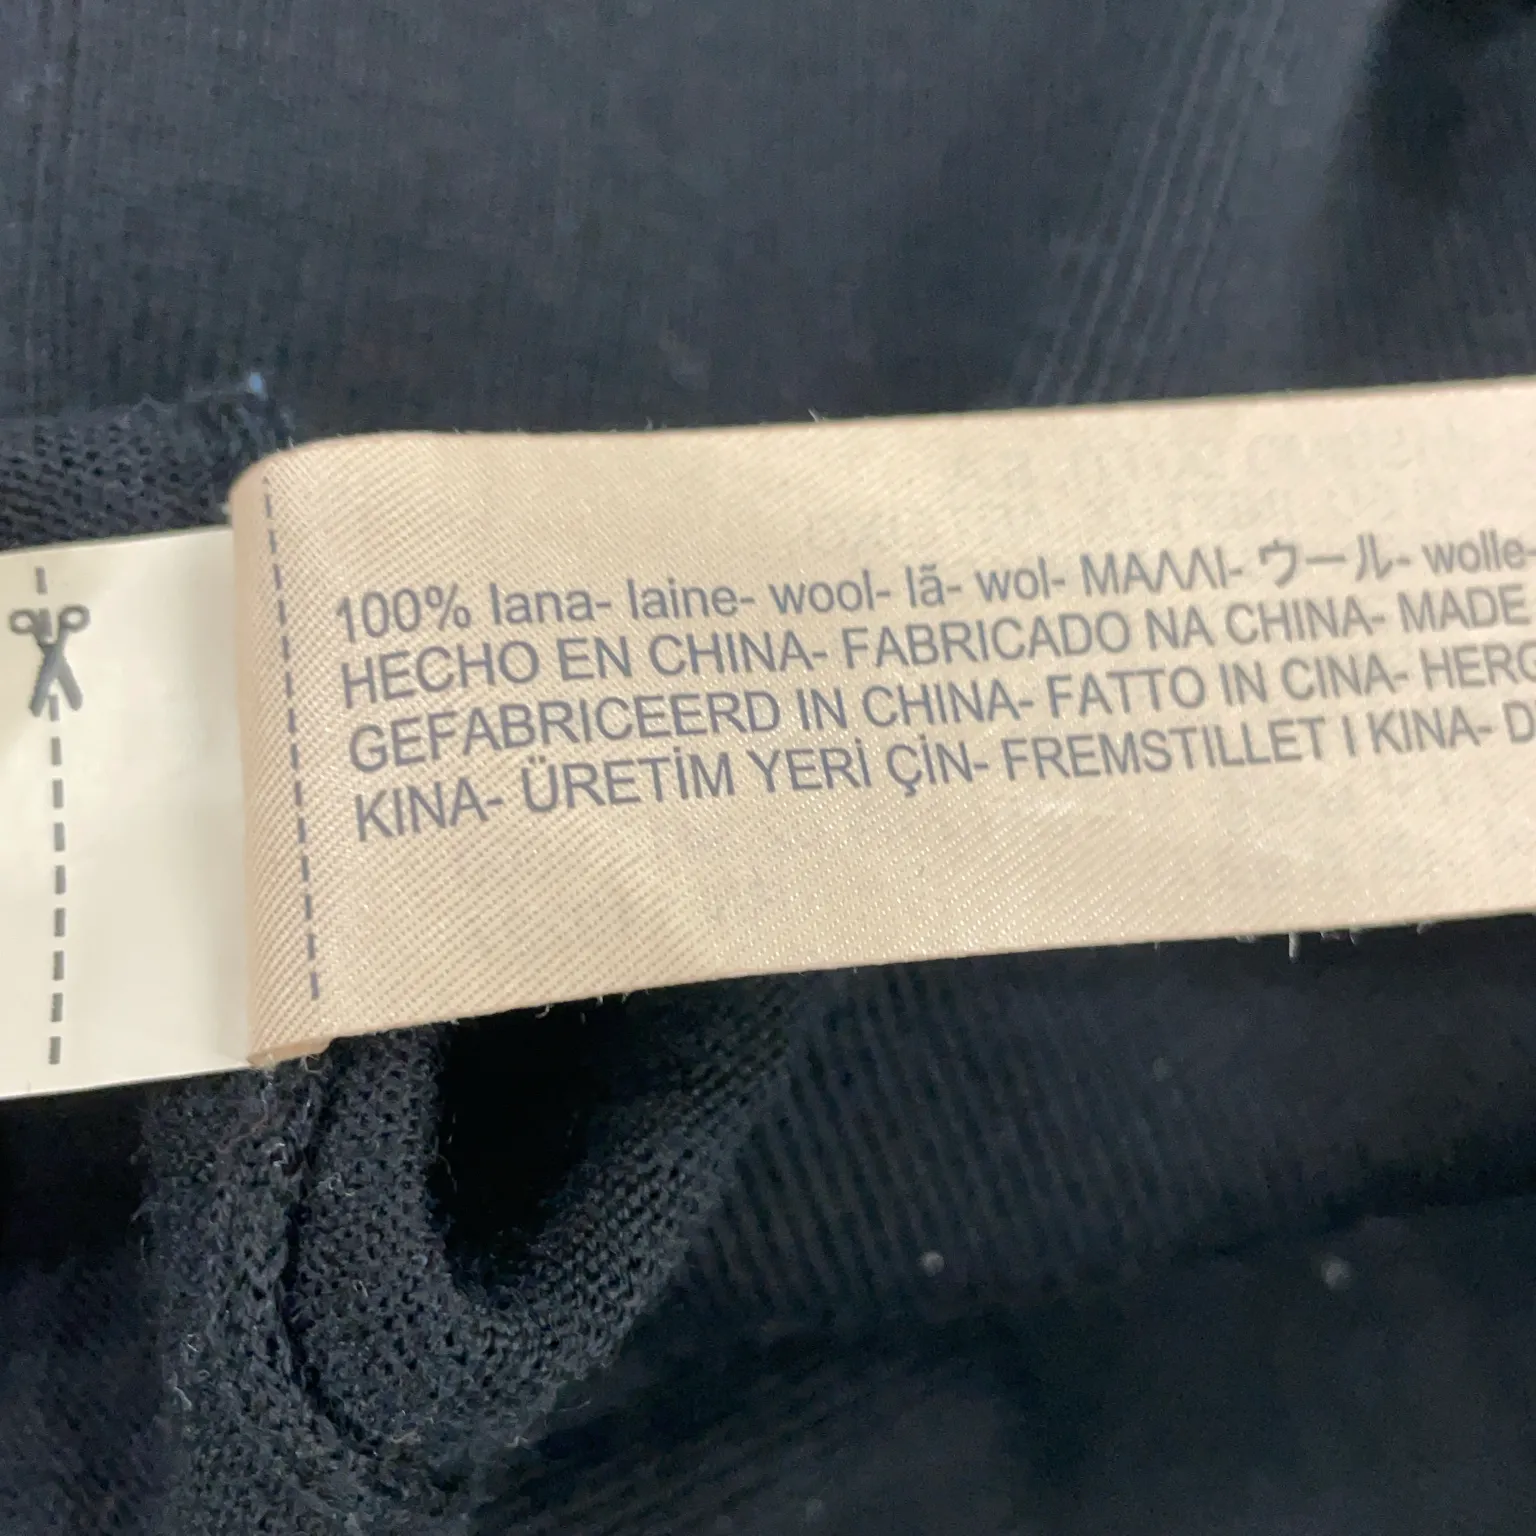 100% lana- laine- wool- lã- wol- ΜΑΛΛΙ- ウール- wolle-
HECHO EN CHINA- FABRICADO NA CHINA- MADE
GEFABRICEERD IN CHINA- FATTO IN CINA-
KINA- ÜRETİM YERİ ÇİN- FREMSTILLET I KINA-